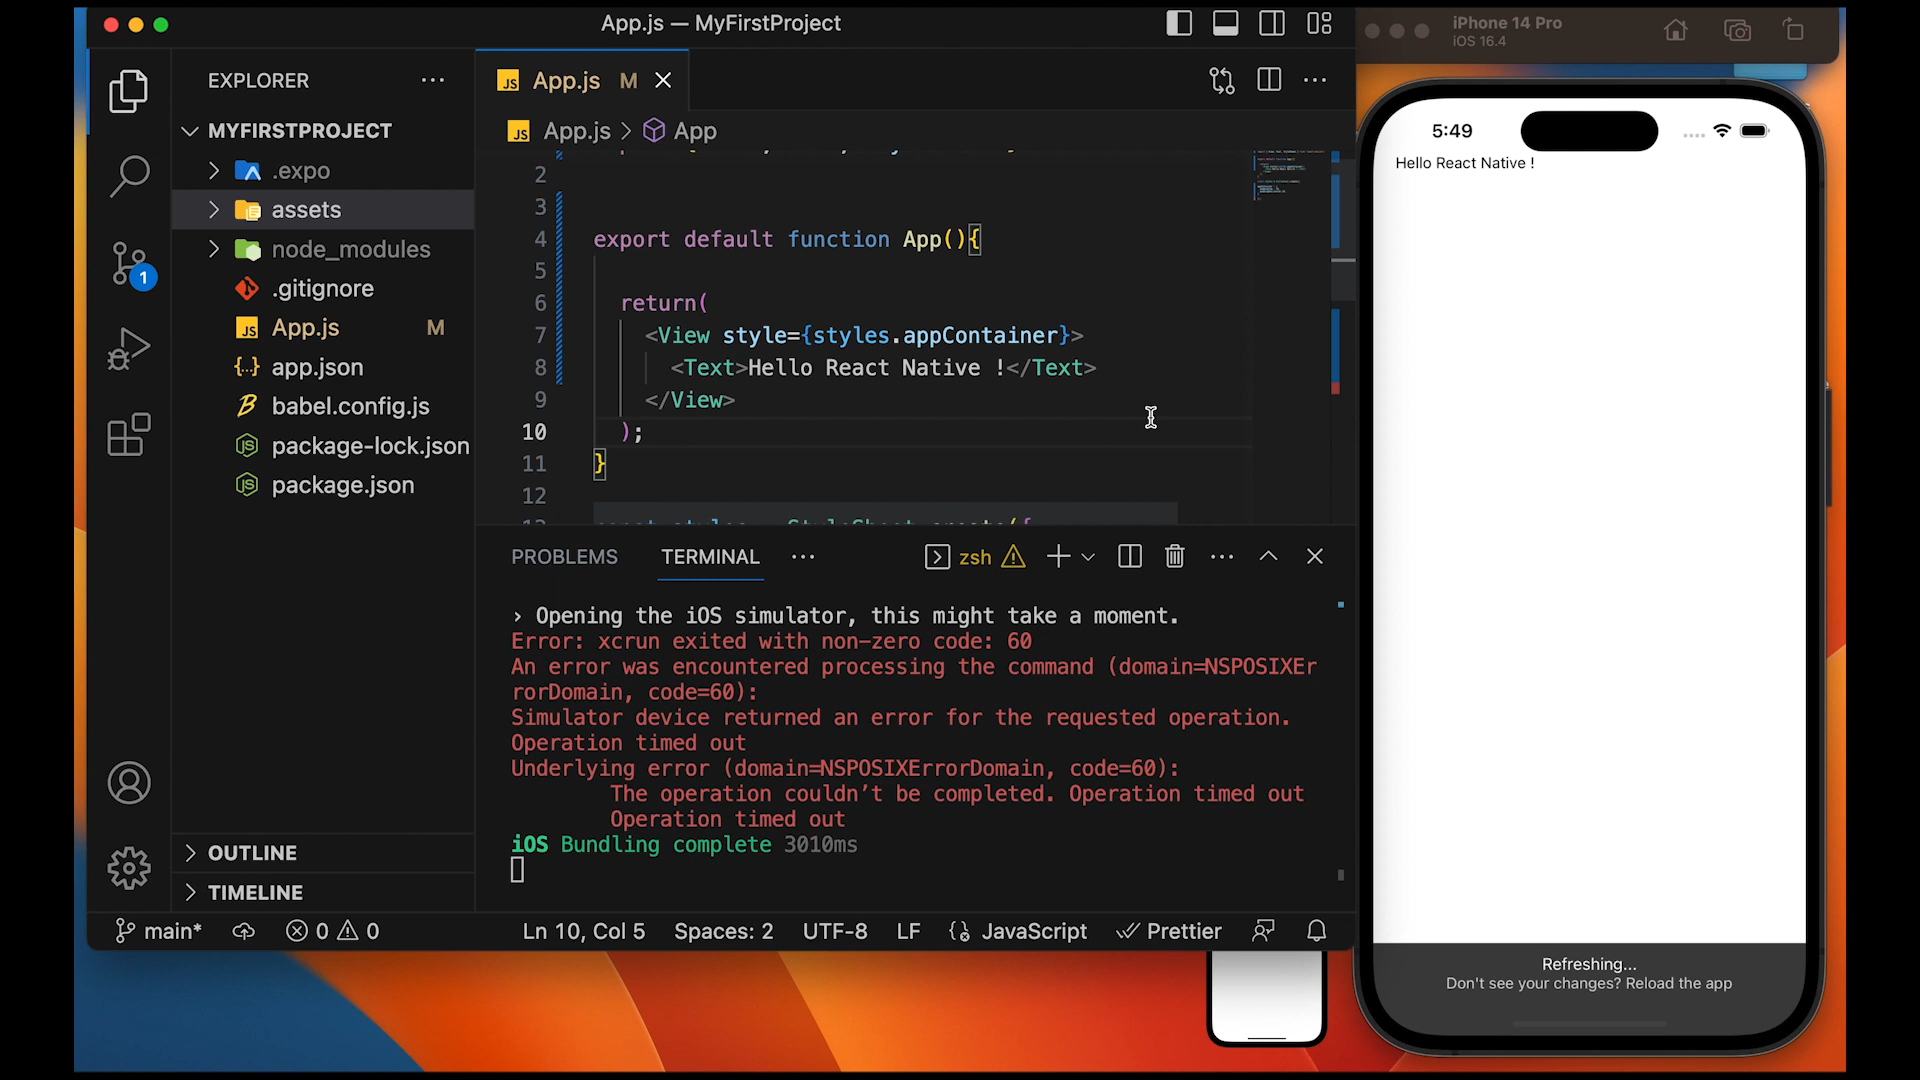 App.js — MyFirstProject
EXPLORER
MYFIRSTPROJECT
.expo
assets
node_modules
.gitignore
App.js M
app.json
babel.config.js
package-lock.json
package.json
1
OUTLINE
TIMELINE
JS App.js M
JS App.js > App
2
3
4 export default function App(){
5
6 return(
7 <View style={styles.appContainer}>
8 <Text>Hello React Native !</Text>
9 </View>
10 );
11 }
12
PROBLEMS TERMINAL zsh
› Opening the iOS simulator, this might take a moment.
Error: xcrun exited with non-zero code: 60
An error was encountered processing the command (domain=NSPOSIXEr
rorDomain, code=60):
Simulator device returned an error for the requested operation.
Operation timed out
Underlying error (domain=NSPOSIXErrorDomain, code=60):
The operation couldn’t be completed. Operation timed out
Operation timed out
iOS Bundling complete 3010ms
main* 0 0 Ln 10, Col 5 Spaces: 2 UTF-8 LF JavaScript Prettier
iPhone 14 Pro
iOS 16.4
5:49
Hello React Native !
Refreshing...
Don't see your changes? Reload the app